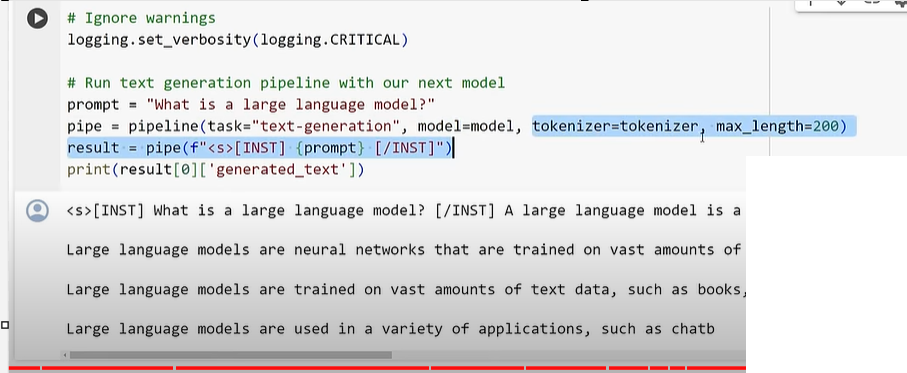 # Ignore warnings
logging.set_verbosity(logging.CRITICAL)
# Run text generation pipeline with our next model
prompt = "What is a large language model?"
pipe = pipeline(task="text-generation", model=model, tokenizer=tokenizer, max_length=200)
result = pipe(f"<s>[INST] {prompt} [/INST]")
print(result[0]['generated_text'])
<s>[INST] What is a large language model? [/INST] A large language model is a
Large language models are neural networks that are trained on vast amounts of
Large language models are trained on vast amounts of text data, such as books,
Large language models are used in a variety of applications, such as chatb